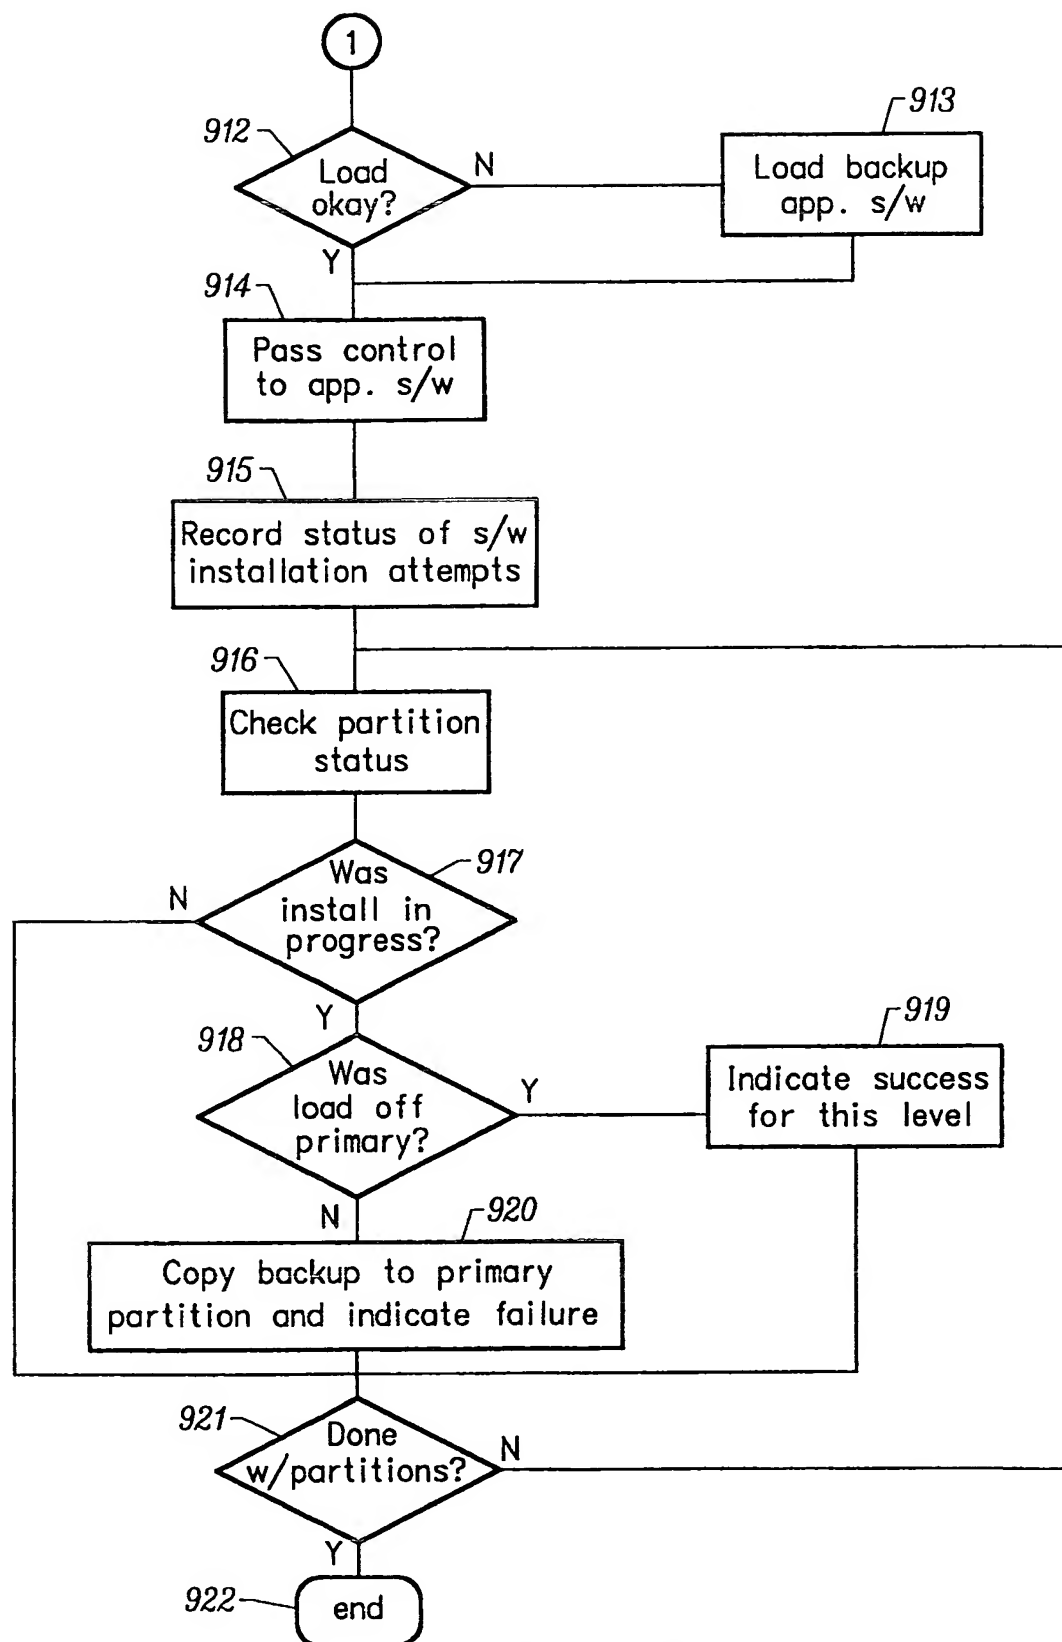 1
912
Load
okay?
N
Y
913
Load backup
app. s/w
914
Pass control
to app. s/w
915
Record status of s/w
installation attempts
916
Check partition
status
917
Was
install in
progress?
N
Y
918
Was
load off
primary?
Y
N
919
Indicate success
for this level
920
Copy backup to primary
partition and indicate failure
921
Done
w/partitions?
N
Y
922
end